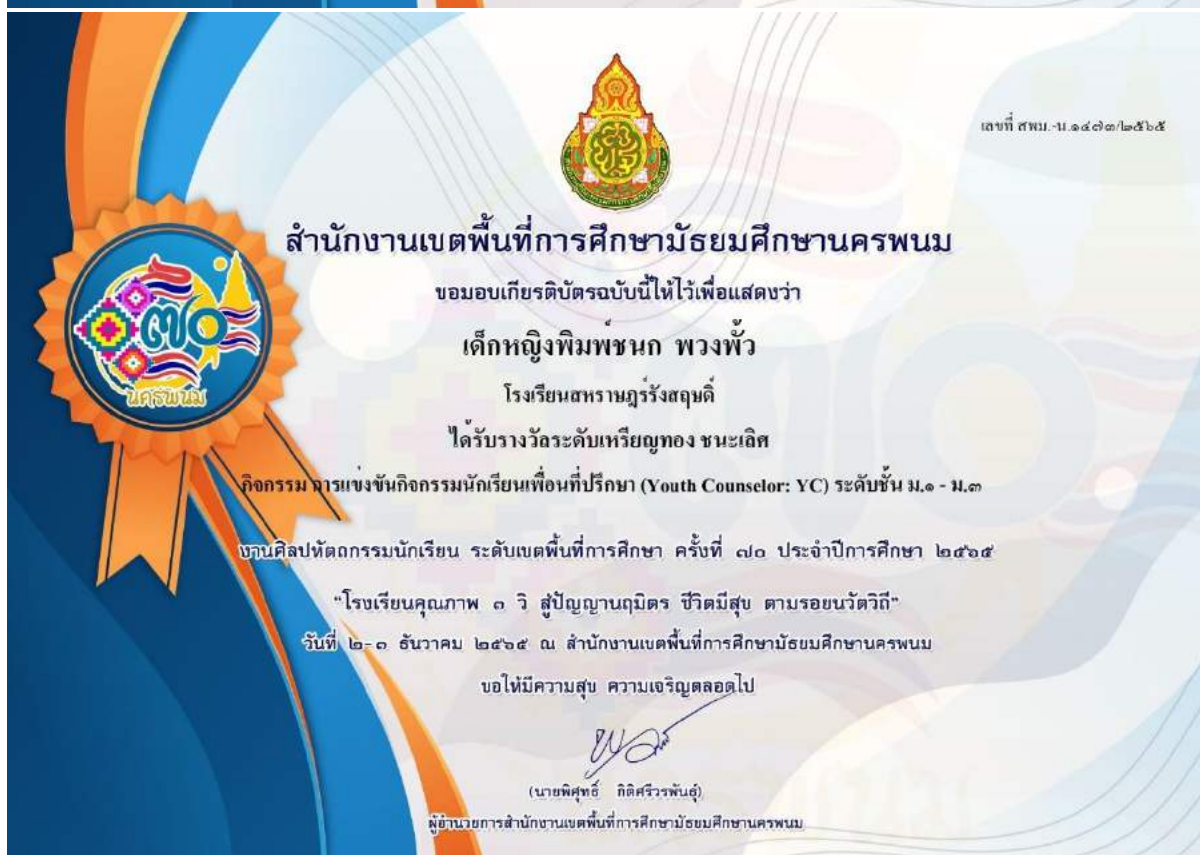 เลขที่ สพม.-น.๑๔๗๓/๒๕๖๕
๗๐
นครพนม
สำนักงานเขตพื้นที่การศึกษามัธยมศึกษานครพนม
ขอมอบเกียรติบัตรฉบับนี้ให้ไว้เพื่อแสดงว่า
เด็กหญิงพิมพ์ชนก พวงพั้ว
โรงเรียนสหราษฎร์รังสฤษดิ์
ได้รับรางวัลระดับเหรียญทอง ชนะเลิศ
กิจกรรม การแข่งขันกิจกรรมนักเรียนเพื่อนที่ปรึกษา (Youth Counselor: YC) ระดับชั้น ม.๑ - ม.๓
งานศิลปหัตถกรรมนักเรียน ระดับเขตพื้นที่การศึกษา ครั้งที่ ๗๐ ประจำปีการศึกษา ๒๕๖๕
"โรงเรียนคุณภาพ ๓ วิ สู่ปัญญานฤมิตร ชีวิตมีสุข ตามรอยนวัตวิถี"
วันที่ ๒-๓ ธันวาคม ๒๕๖๕ ณ สำนักงานเขตพื้นที่การศึกษามัธยมศึกษานครพนม
ขอให้มีความสุข ความเจริญตลอดไป
(นายพิศุทธิ์ กิติศรีวรพันธุ์)
ผู้อำนวยการสำนักงานเขตพื้นที่การศึกษามัธยมศึกษานครพนม